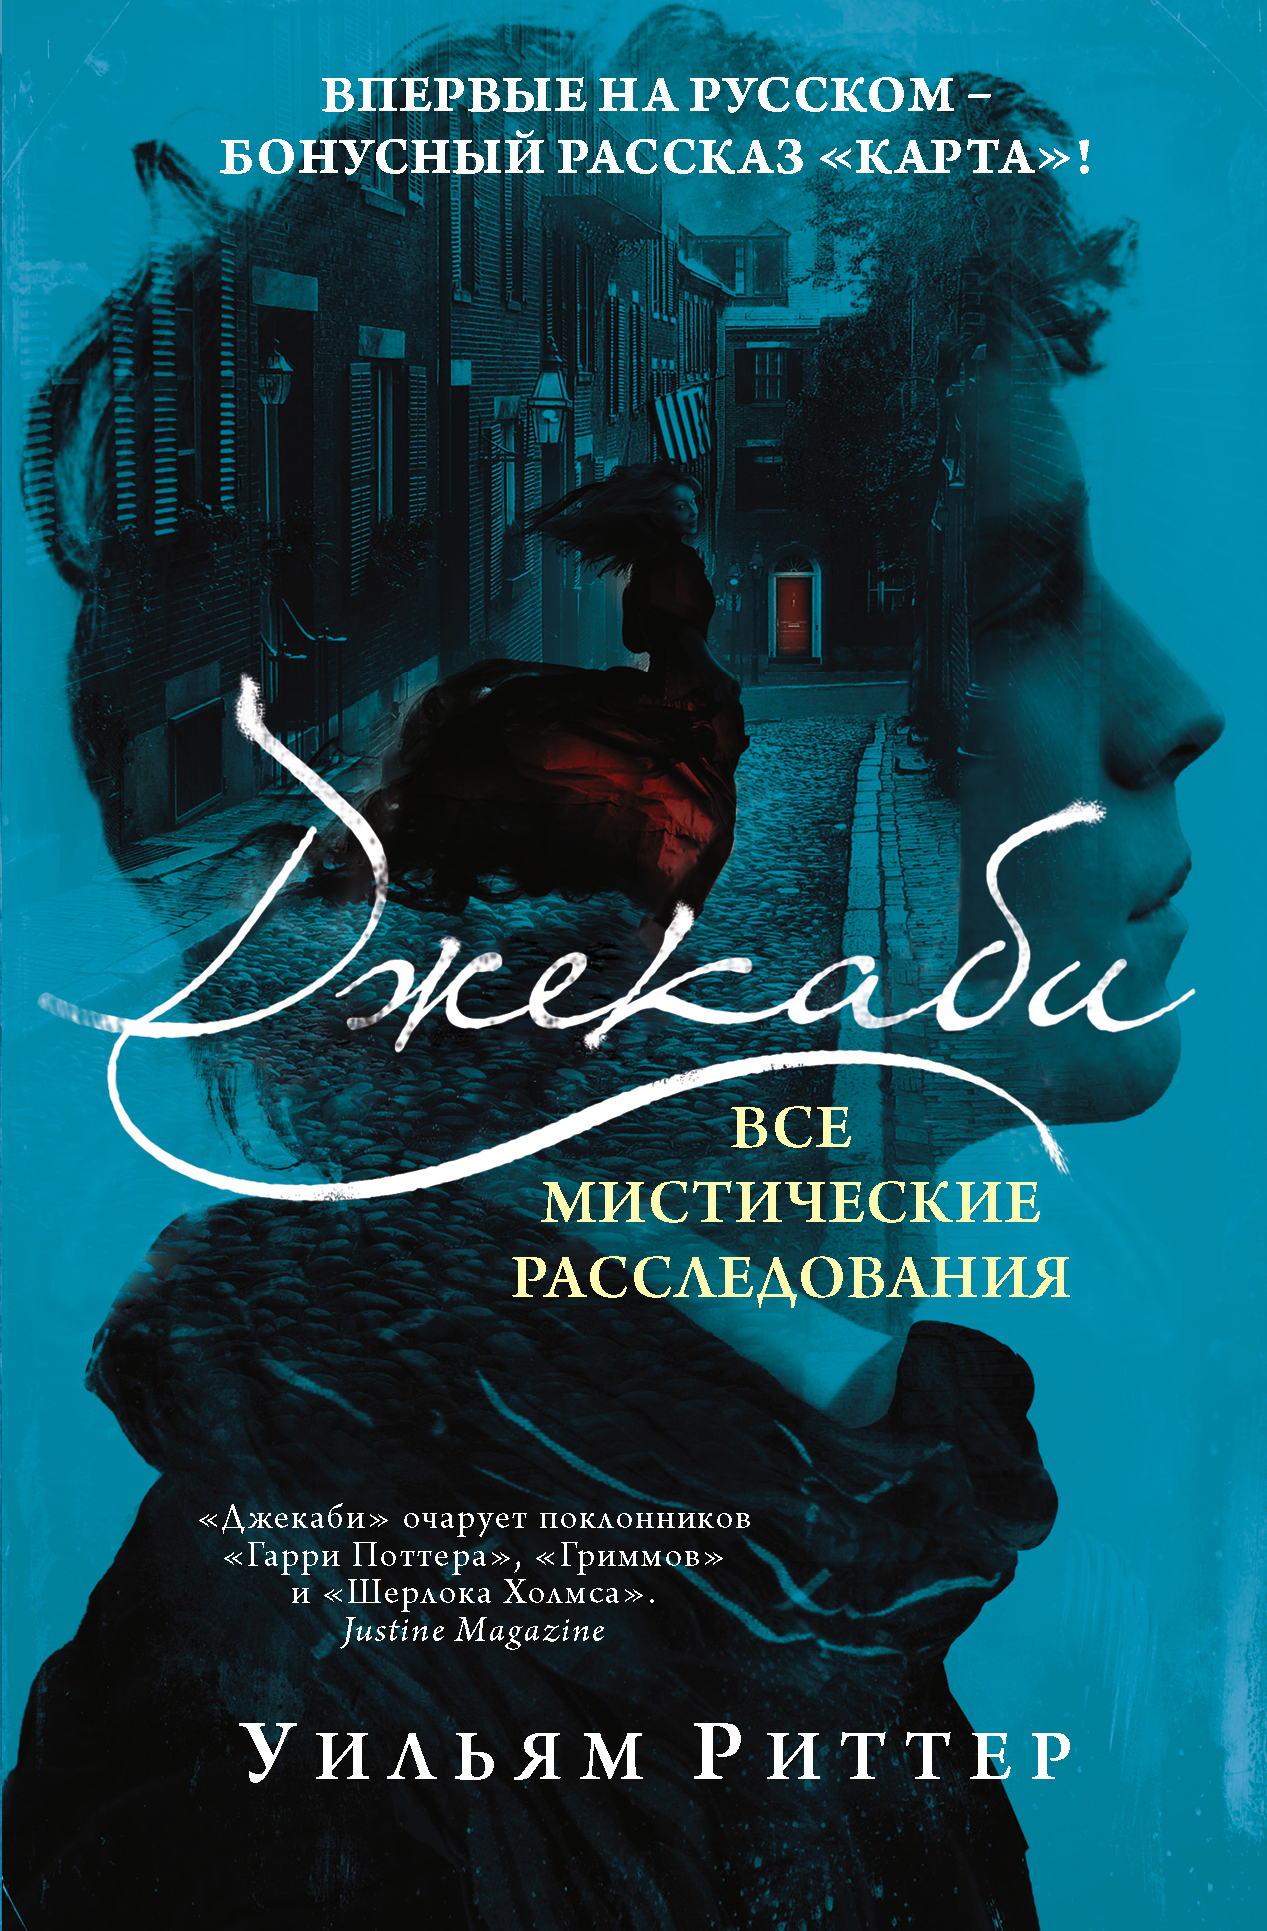 ВПЕРВЫЕ НА РУССКОМ –
БОНУСНЫЙ РАССКАЗ «КАРТА»!
Джекаби
ВСЕ
МИСТИЧЕСКИЕ
РАССЛЕДОВАНИЯ
«Джекаби» очарует поклонников
«Гарри Поттера», «Гриммов»
и «Шерлока Холмса».
Justine Magazine
Уильям Риттер